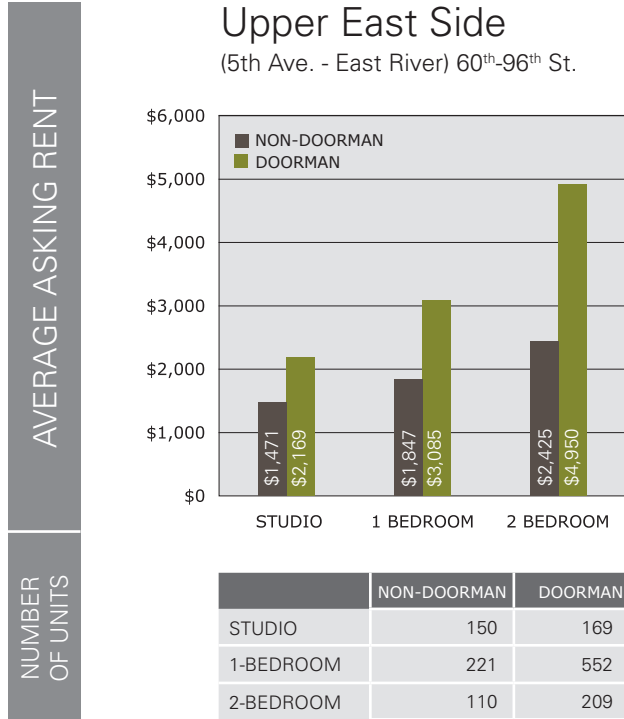 Upper East Side
(5th Ave. - East River) 60th-96th St.
AVERAGE ASKING RENT
$6,000
$5,000
$4,000
$3,000
$2,000
$1,000
$0
NON-DOORMAN
DOORMAN
$1,471
$2,169
$1,847
$3,085
$2,425
$4,950
STUDIO 1 BEDROOM 2 BEDROOM
NUMBER
OF UNITS
NON-DOORMAN DOORMAN
STUDIO 150 169
1-BEDROOM 221 552
2-BEDROOM 110 209